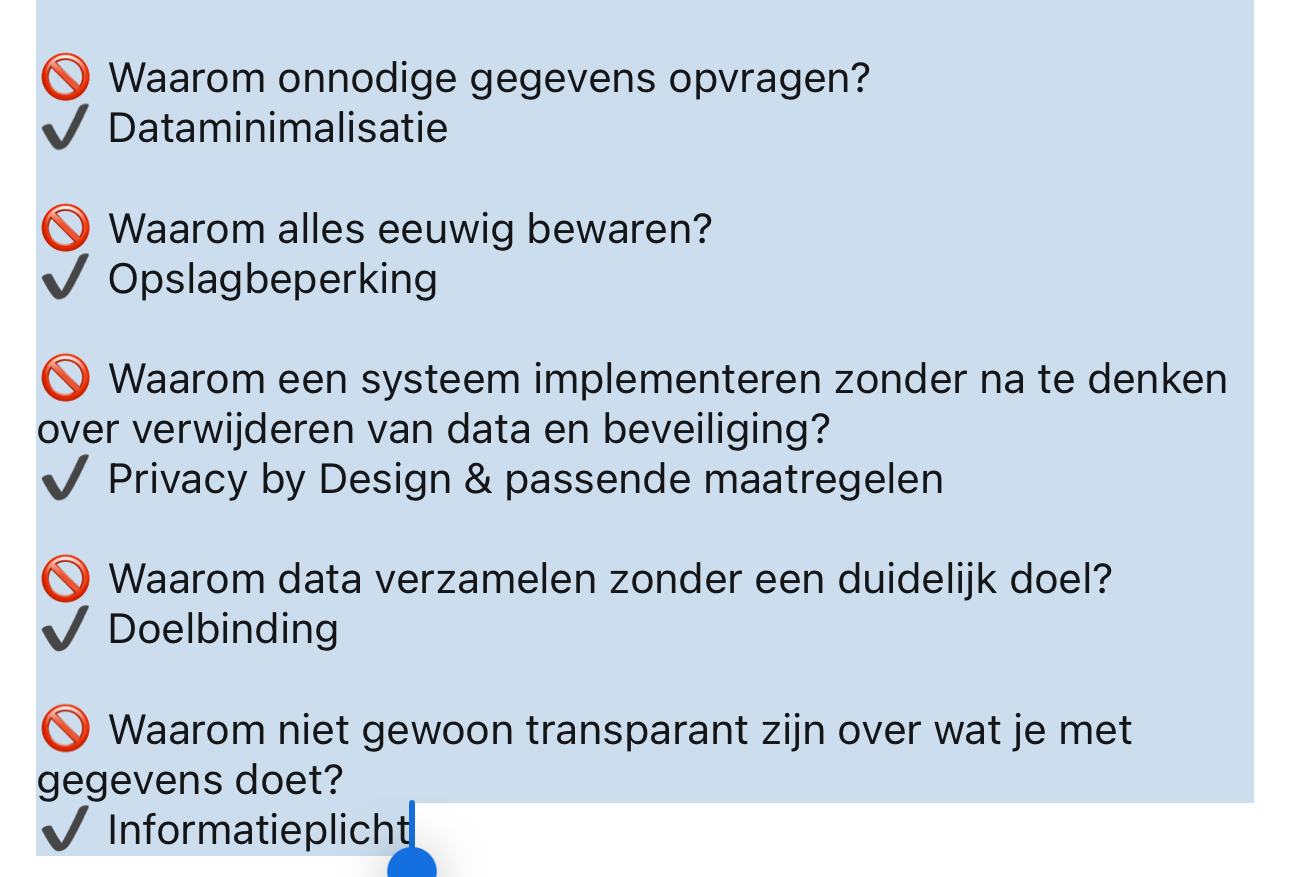 🚫 Waarom onnodige gegevens opvragen?
✔️ Dataminimalisatie
🚫 Waarom alles eeuwig bewaren?
✔️ Opslagbeperking
🚫 Waarom een systeem implementeren zonder na te denken
over verwijderen van data en beveiliging?
✔️ Privacy by Design & passende maatregelen
🚫 Waarom data verzamelen zonder een duidelijk doel?
✔️ Doelbinding
🚫 Waarom niet gewoon transparant zijn over wat je met
gegevens doet?
✔️ Informatieplicht